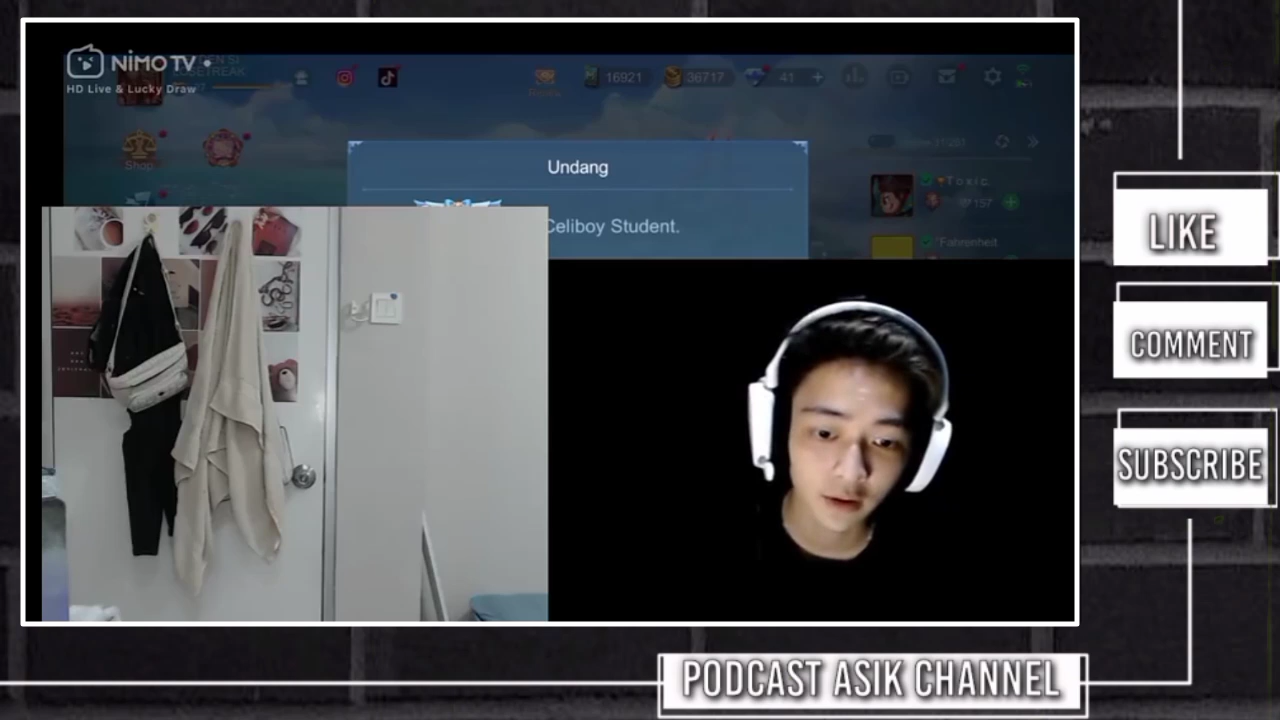 NiMO TV
HD Live & Lucky Draw
16921
36717
41
Shop
Undang
Celiboy Student.
Toxic.
157
"Fahrenheit
LIKE
COMMENT
SUBSCRIBE
PODCAST ASIK CHANNEL